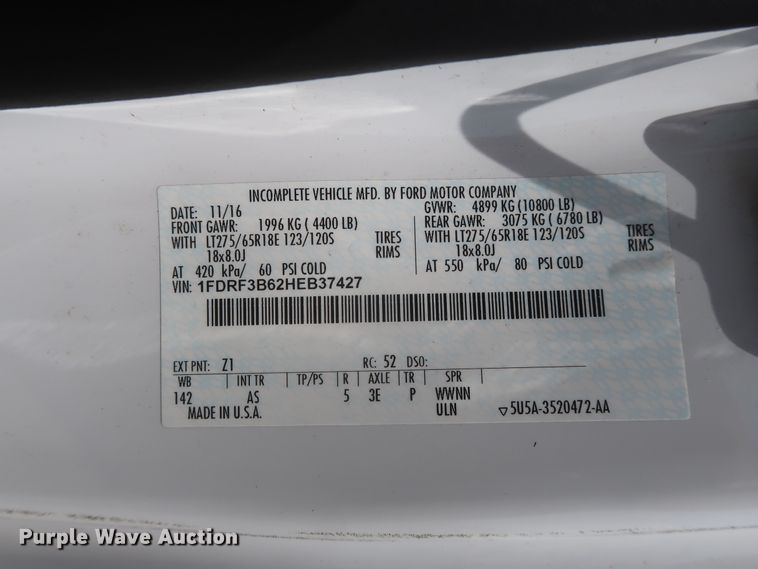 INCOMPLETE VEHICLE MFD. BY FORD MOTOR COMPANY
DATE: 11/16 GVWR: 4899 KG (10800 LB)
FRONT GAWR: 1996 KG ( 4400 LB) REAR GAWR: 3075 KG ( 6780 LB)
WITH LT275/65R18E 123/120S TIRES WITH LT275/65R18E 123/120S TIRES
18x8.0J RIMS 18x8.0J RIMS
AT 420 kPa/ 60 PSI COLD AT 550 kPa/ 80 PSI COLD
VIN: 1FDRF3B62HEB37427
EXT PNT: Z1 RC: 52 DSO:
WB INT TR TP/PS R AXLE TR SPR
142 AS 5 3E P WWNN
MADE IN U.S.A. ULN ▽5U5A-3520472-AA
Purple Wave Auction